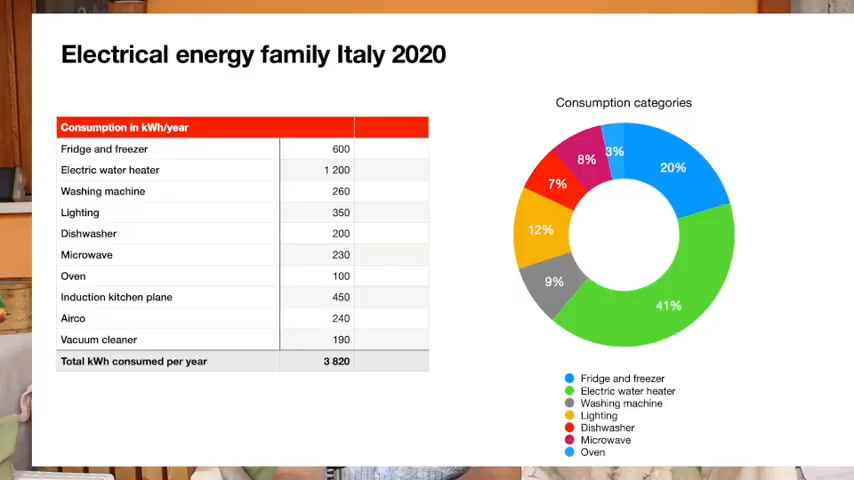 Electrical energy family Italy 2020
Consumption in kWh/year
Fridge and freezer 600
Electric water heater 1 200
Washing machine 260
Lighting 350
Dishwasher 200
Microwave 230
Oven 100
Induction kitchen plane 450
Airco 240
Vacuum cleaner 190
Total kWh consumed per year 3 820
Consumption categories
3%
8%
20%
7%
12%
9%
41%
Fridge and freezer
Electric water heater
Washing machine
Lighting
Dishwasher
Microwave
Oven